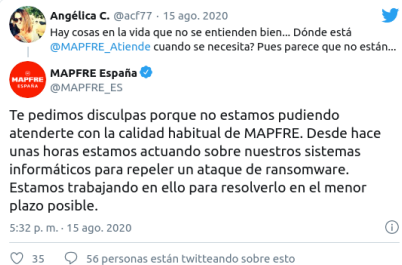 Angélica C. @acf77 · 15 ago. 2020
Hay cosas en la vida que no se entienden bien... Dónde está
@MAPFRE_Atiende cuando se necesita? Pues parece que no están...
MAPFRE
ESPAÑA
MAPFRE España
@MAPFRE_ES
Te pedimos disculpas porque no estamos pudiendo
atenderte con la calidad habitual de MAPFRE. Desde hace
unas horas estamos actuando sobre nuestros sistemas
informáticos para repeler un ataque de ransomware.
Estamos trabajando en ello para resolverlo en el menor
plazo posible.
5:32 p. m. · 15 ago. 2020
35 56 personas están twitteando sobre esto